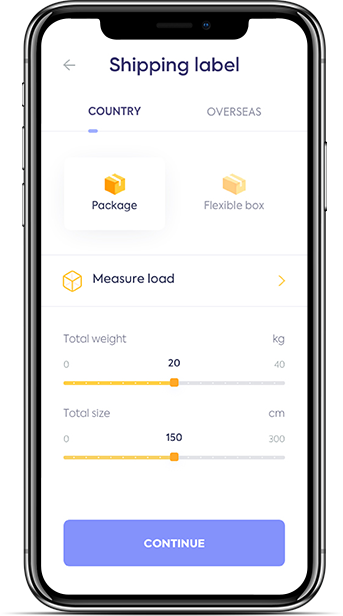 Shipping label
COUNTRY OVERSEAS
Package Flexible box
Measure load
Total weight kg
0 20 40
Total size cm
0 150 300
CONTINUE